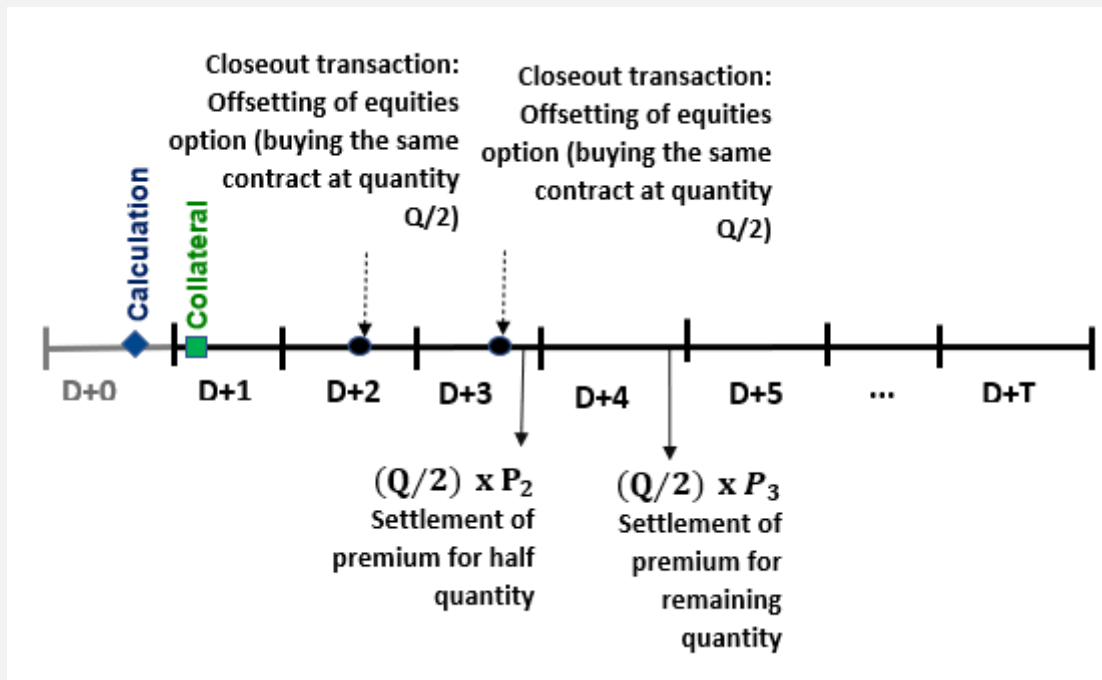 Closeout transaction:
Offsetting of equities
option (buying the same
contract at quantity
Q/2)
Closeout transaction:
Offsetting of equities
option (buying the same
contract at quantity
Q/2)
Calculation
Collateral
D+0
D+1
D+2
D+3
D+4
D+5
...
D+T
(Q/2) x P₂
Settlement of
premium for half
quantity
(Q/2) x P₃
Settlement of
premium for
remaining
quantity